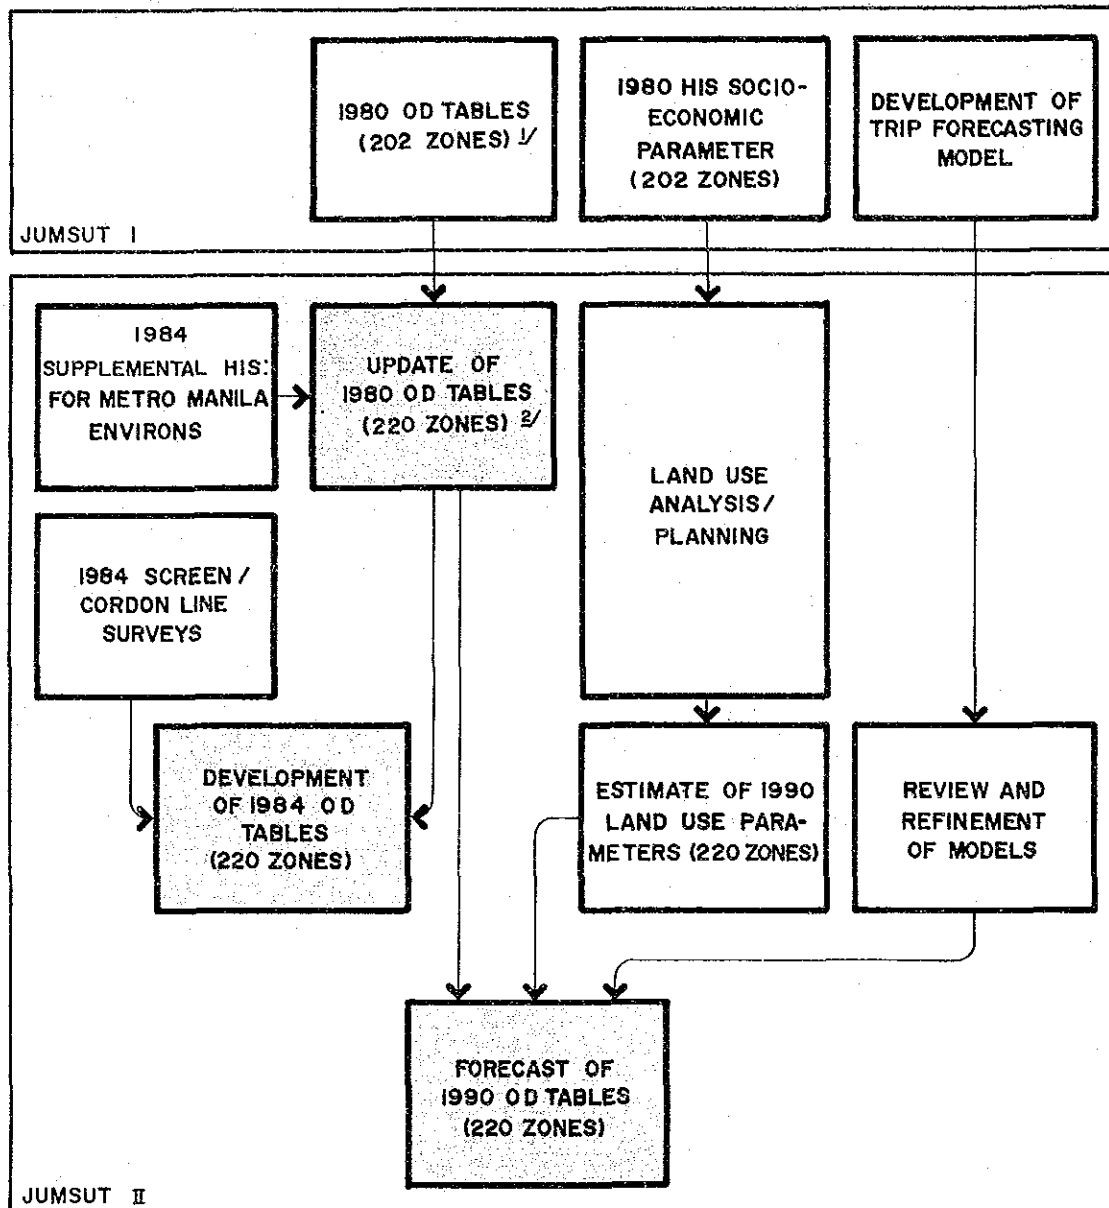 1980 OD TABLES
(202 ZONES) 1/
1980 HIS SOCIO-
ECONOMIC
PARAMETER
(202 ZONES)
DEVELOPMENT OF
TRIP FORECASTING
MODEL
JUMSUT I
1984
SUPPLEMENTAL HIS:
FOR METRO MANILA
ENVIRONS
UPDATE OF
1980 OD TABLES
(220 ZONES) 2/
LAND USE
ANALYSIS/
PLANNING
1984 SCREEN /
CORDON LINE
SURVEYS
DEVELOPMENT
OF 1984 OD
TABLES
(220 ZONES)
ESTIMATE OF 1990
LAND USE PARA-
METERS (220 ZONES)
REVIEW AND
REFINEMENT
OF MODELS
FORECAST OF
1990 OD TABLES
(220 ZONES)
JUMSUT II